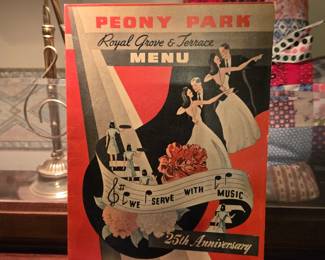 PEONY PARK
Royal Grove & Terrace
MENU
WE SERVE WITH MUSIC
25th Anniversary